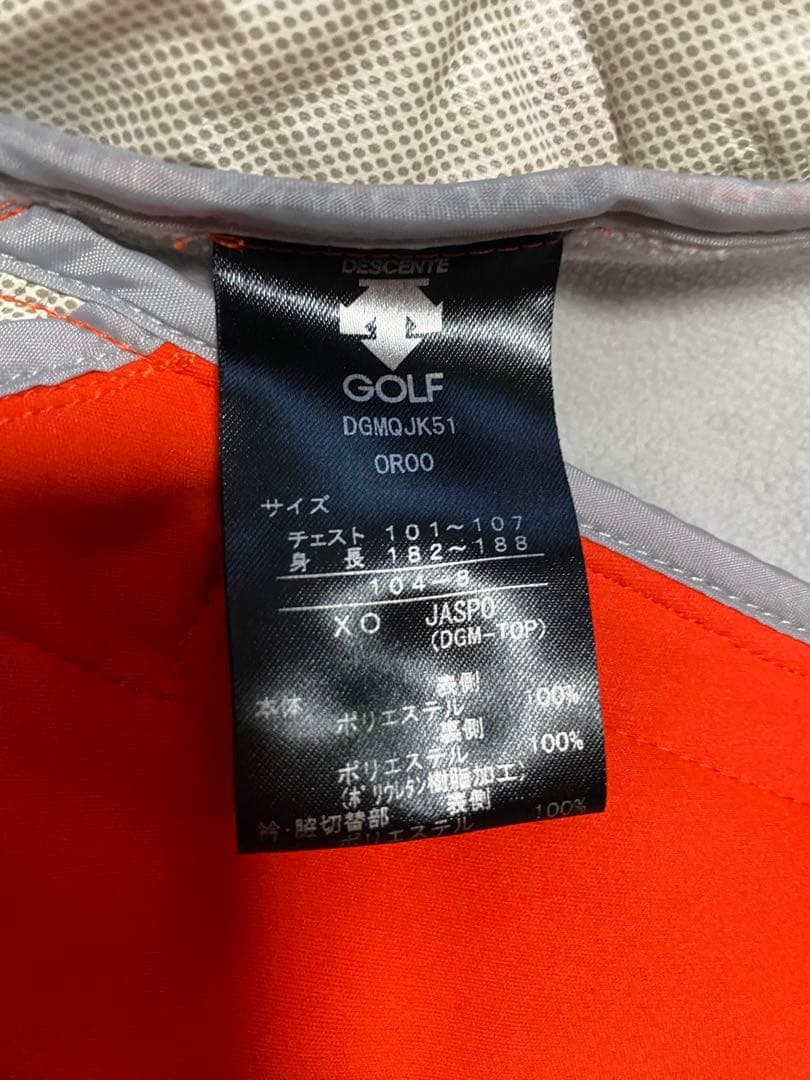 DESCENTE
GOLF
DGMQJK51
OR00
サイズ
チェスト 101～107
身 長 182～188
104-8
XO JASPO
(DGM-TOP)
本体 表側
ポリエステル 100%
裏側
ポリエステル 100%
(ポリウレタン樹脂加工)
衿・脇切替部 表側
ポリエステル 100%